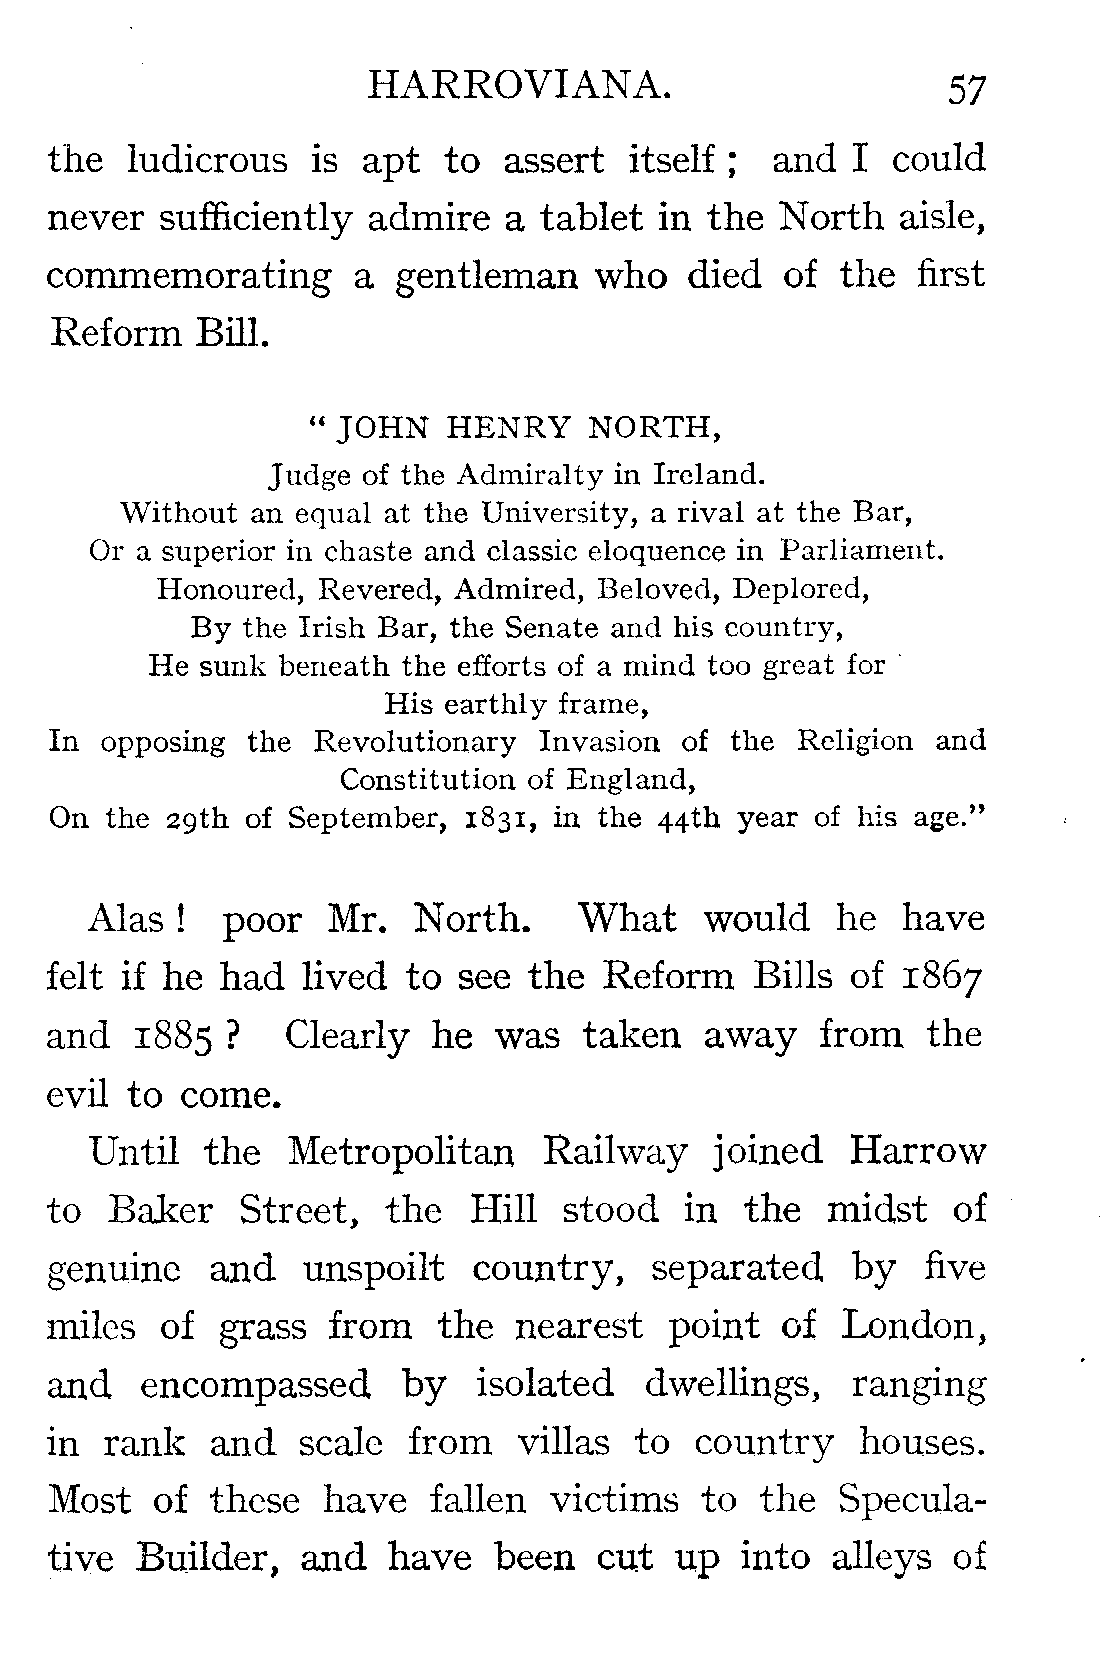 HARROVIANA. 57
the ludicrous is apt to assert itself ; and I could
never sufficiently admire a tablet in the North aisle,
commemorating a gentleman who died of the first
Reform Bill.
“ JOHN HENRY NORTH,
Judge of the Admiralty in Ireland.
Without an equal at the University, a rival at the Bar,
Or a superior in chaste and classic eloquence in Parliament.
Honoured, Revered, Admired, Beloved, Deplored,
By the Irish Bar, the Senate and his country,
He sunk beneath the efforts of a mind too great for
His earthly frame,
In opposing the Revolutionary Invasion of the Religion and
Constitution of England,
On the 29th of September, 1831, in the 44th year of his age.”
Alas ! poor Mr. North. What would he have
felt if he had lived to see the Reform Bills of 1867
and 1885 ? Clearly he was taken away from the
evil to come.
Until the Metropolitan Railway joined Harrow
to Baker Street, the Hill stood in the midst of
genuine and unspoilt country, separated by five
miles of grass from the nearest point of London,
and encompassed by isolated dwellings, ranging
in rank and scale from villas to country houses.
Most of these have fallen victims to the Specula-
tive Builder, and have been cut up into alleys of